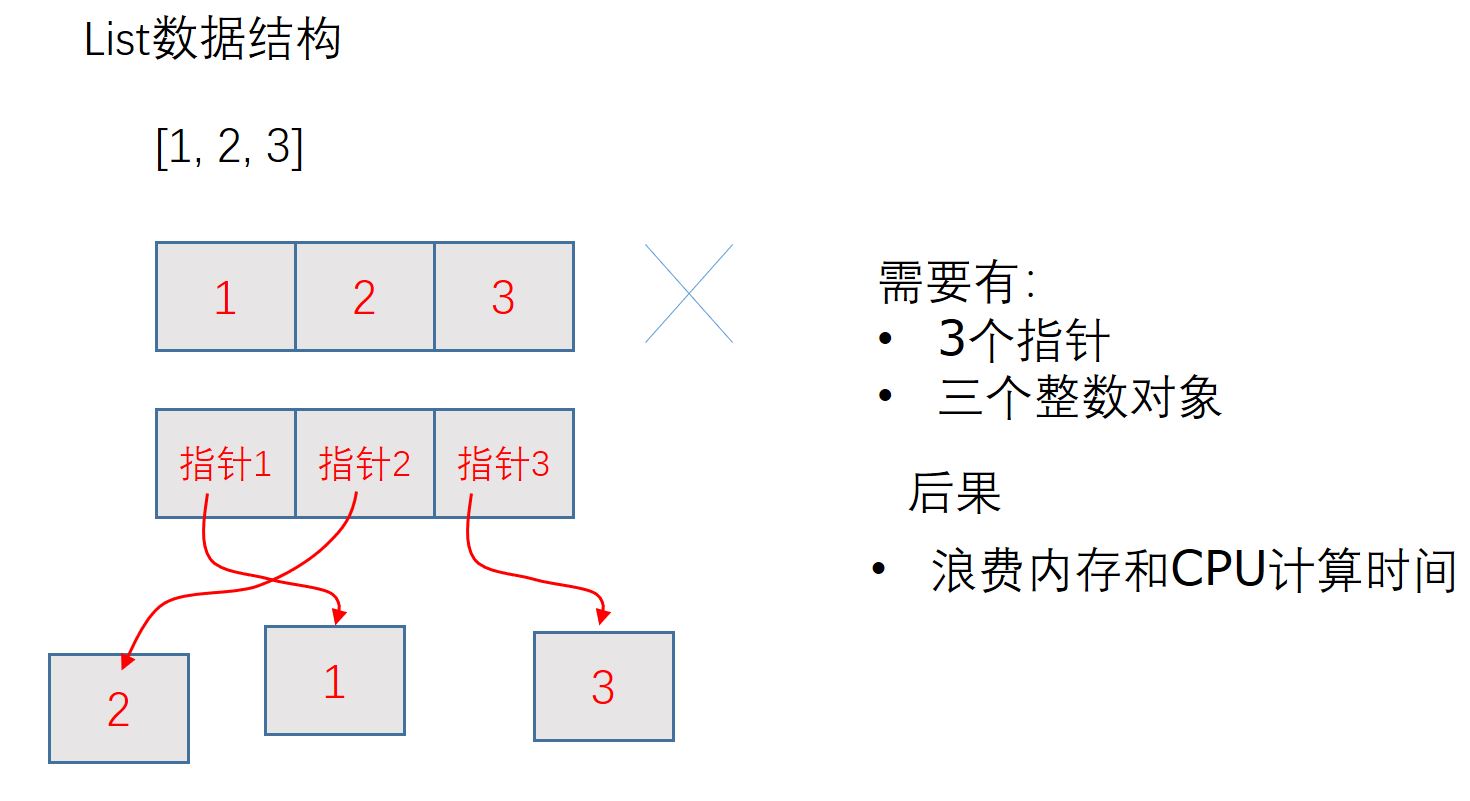 List数据结构
[1, 2, 3]
1 2 3
需要有：
• 3个指针
• 三个整数对象
指针1 指针2 指针3
后果
• 浪费内存和CPU计算时间
2 1 3